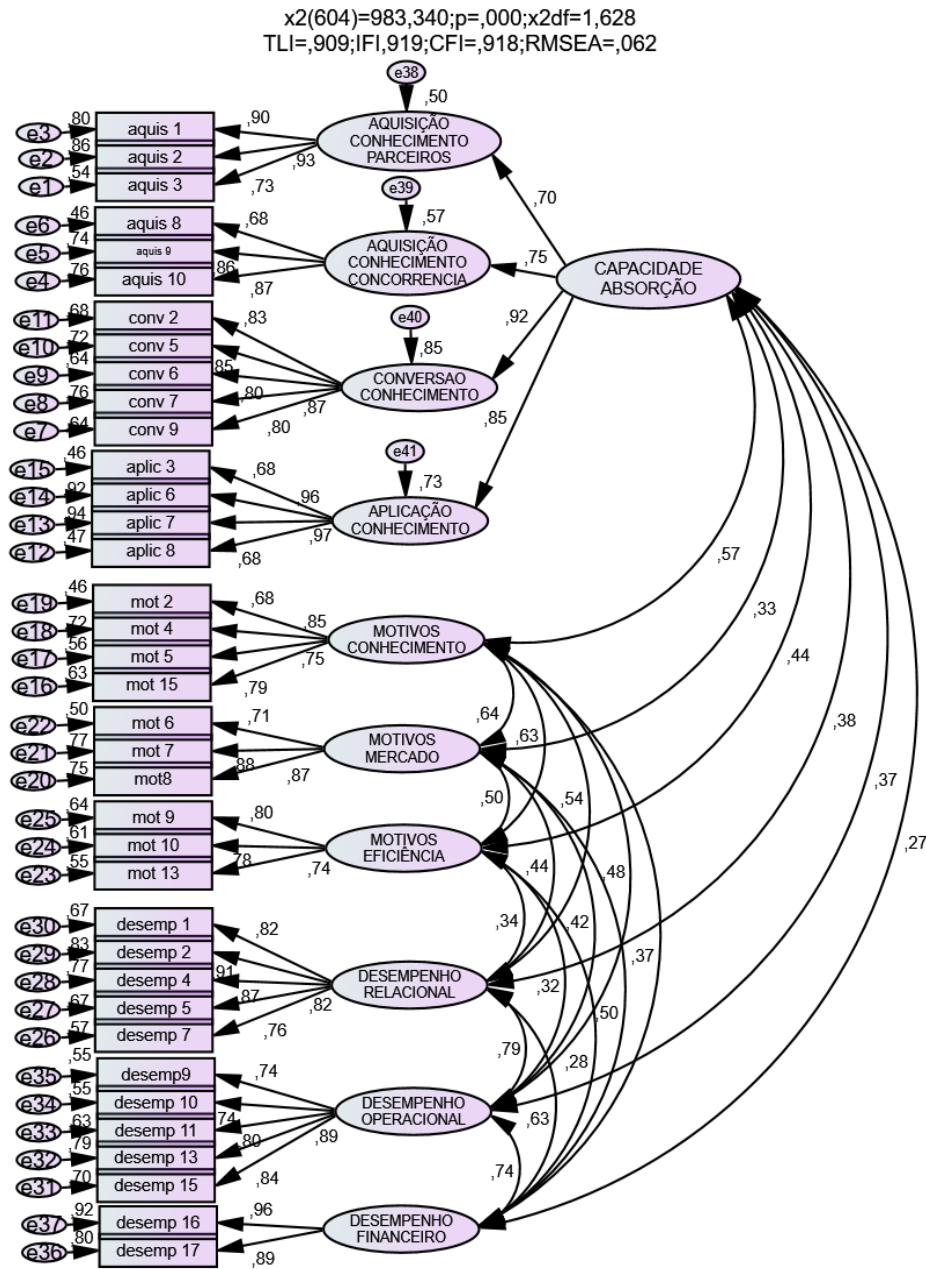 x2(604)=983,340;p=,000;x2df=1,628
TLI=,909;IFI,919;CFI=,918;RMSEA=,062
e38
,50
AQUISIÇÃO
CONHECIMENTO
PARCEIROS
e3
,80
aquis 1
,90
e2
,86
aquis 2
,93
e1
,54
aquis 3
,73
,70
e39
,57
AQUISIÇÃO
CONHECIMENTO
CONCORRENCIA
e6
,46
aquis 8
,68
e5
,74
aquis 9
,86
e4
,76
aquis 10
,87
,75
CAPACIDADE
ABSORÇÃO
e40
,85
CONVERSAO
CONHECIMENTO
,92
e11
,68
conv 2
,83
e10
,72
conv 5
,85
e9
,64
conv 6
,80
e8
,76
conv 7
,87
e7
,64
conv 9
,80
,85
e41
,73
APLICAÇÃO
CONHECIMENTO
e15
,46
aplic 3
,68
e14
,92
aplic 6
,96
e13
,94
aplic 7
,97
e12
,47
aplic 8
,68
,57
,33
,44
,38
,37
,27
e19
,46
mot 2
,68
e18
,72
mot 4
,85
e17
,56
mot 5
,75
e16
,63
mot 15
,79
MOTIVOS
CONHECIMENTO
e22
,50
mot 6
,71
e21
,77
mot 7
,88
e20
,75
mot8
,87
MOTIVOS
MERCADO
,64
,63
e25
,64
mot 9
,80
e24
,61
mot 10
,78
e23
,55
mot 13
,74
MOTIVOS
EFICIÊNCIA
,50
,54
,44
,48
,34
,42
,37
e30
,67
desemp 1
,82
e29
,83
desemp 2
,91
e28
,77
desemp 4
,87
e27
,67
desemp 5
,82
e26
,57
desemp 7
,76
DESEMPENHO
RELACIONAL
,32
,50
,79
,28
e35
,55
desemp9
,74
e34
,55
desemp 10
,74
e33
,63
desemp 11
,80
e32
,79
desemp 13
,89
e31
,70
desemp 15
,84
DESEMPENHO
OPERACIONAL
,63
,74
e37
,92
desemp 16
,96
e36
,80
desemp 17
,89
DESEMPENHO
FINANCEIRO